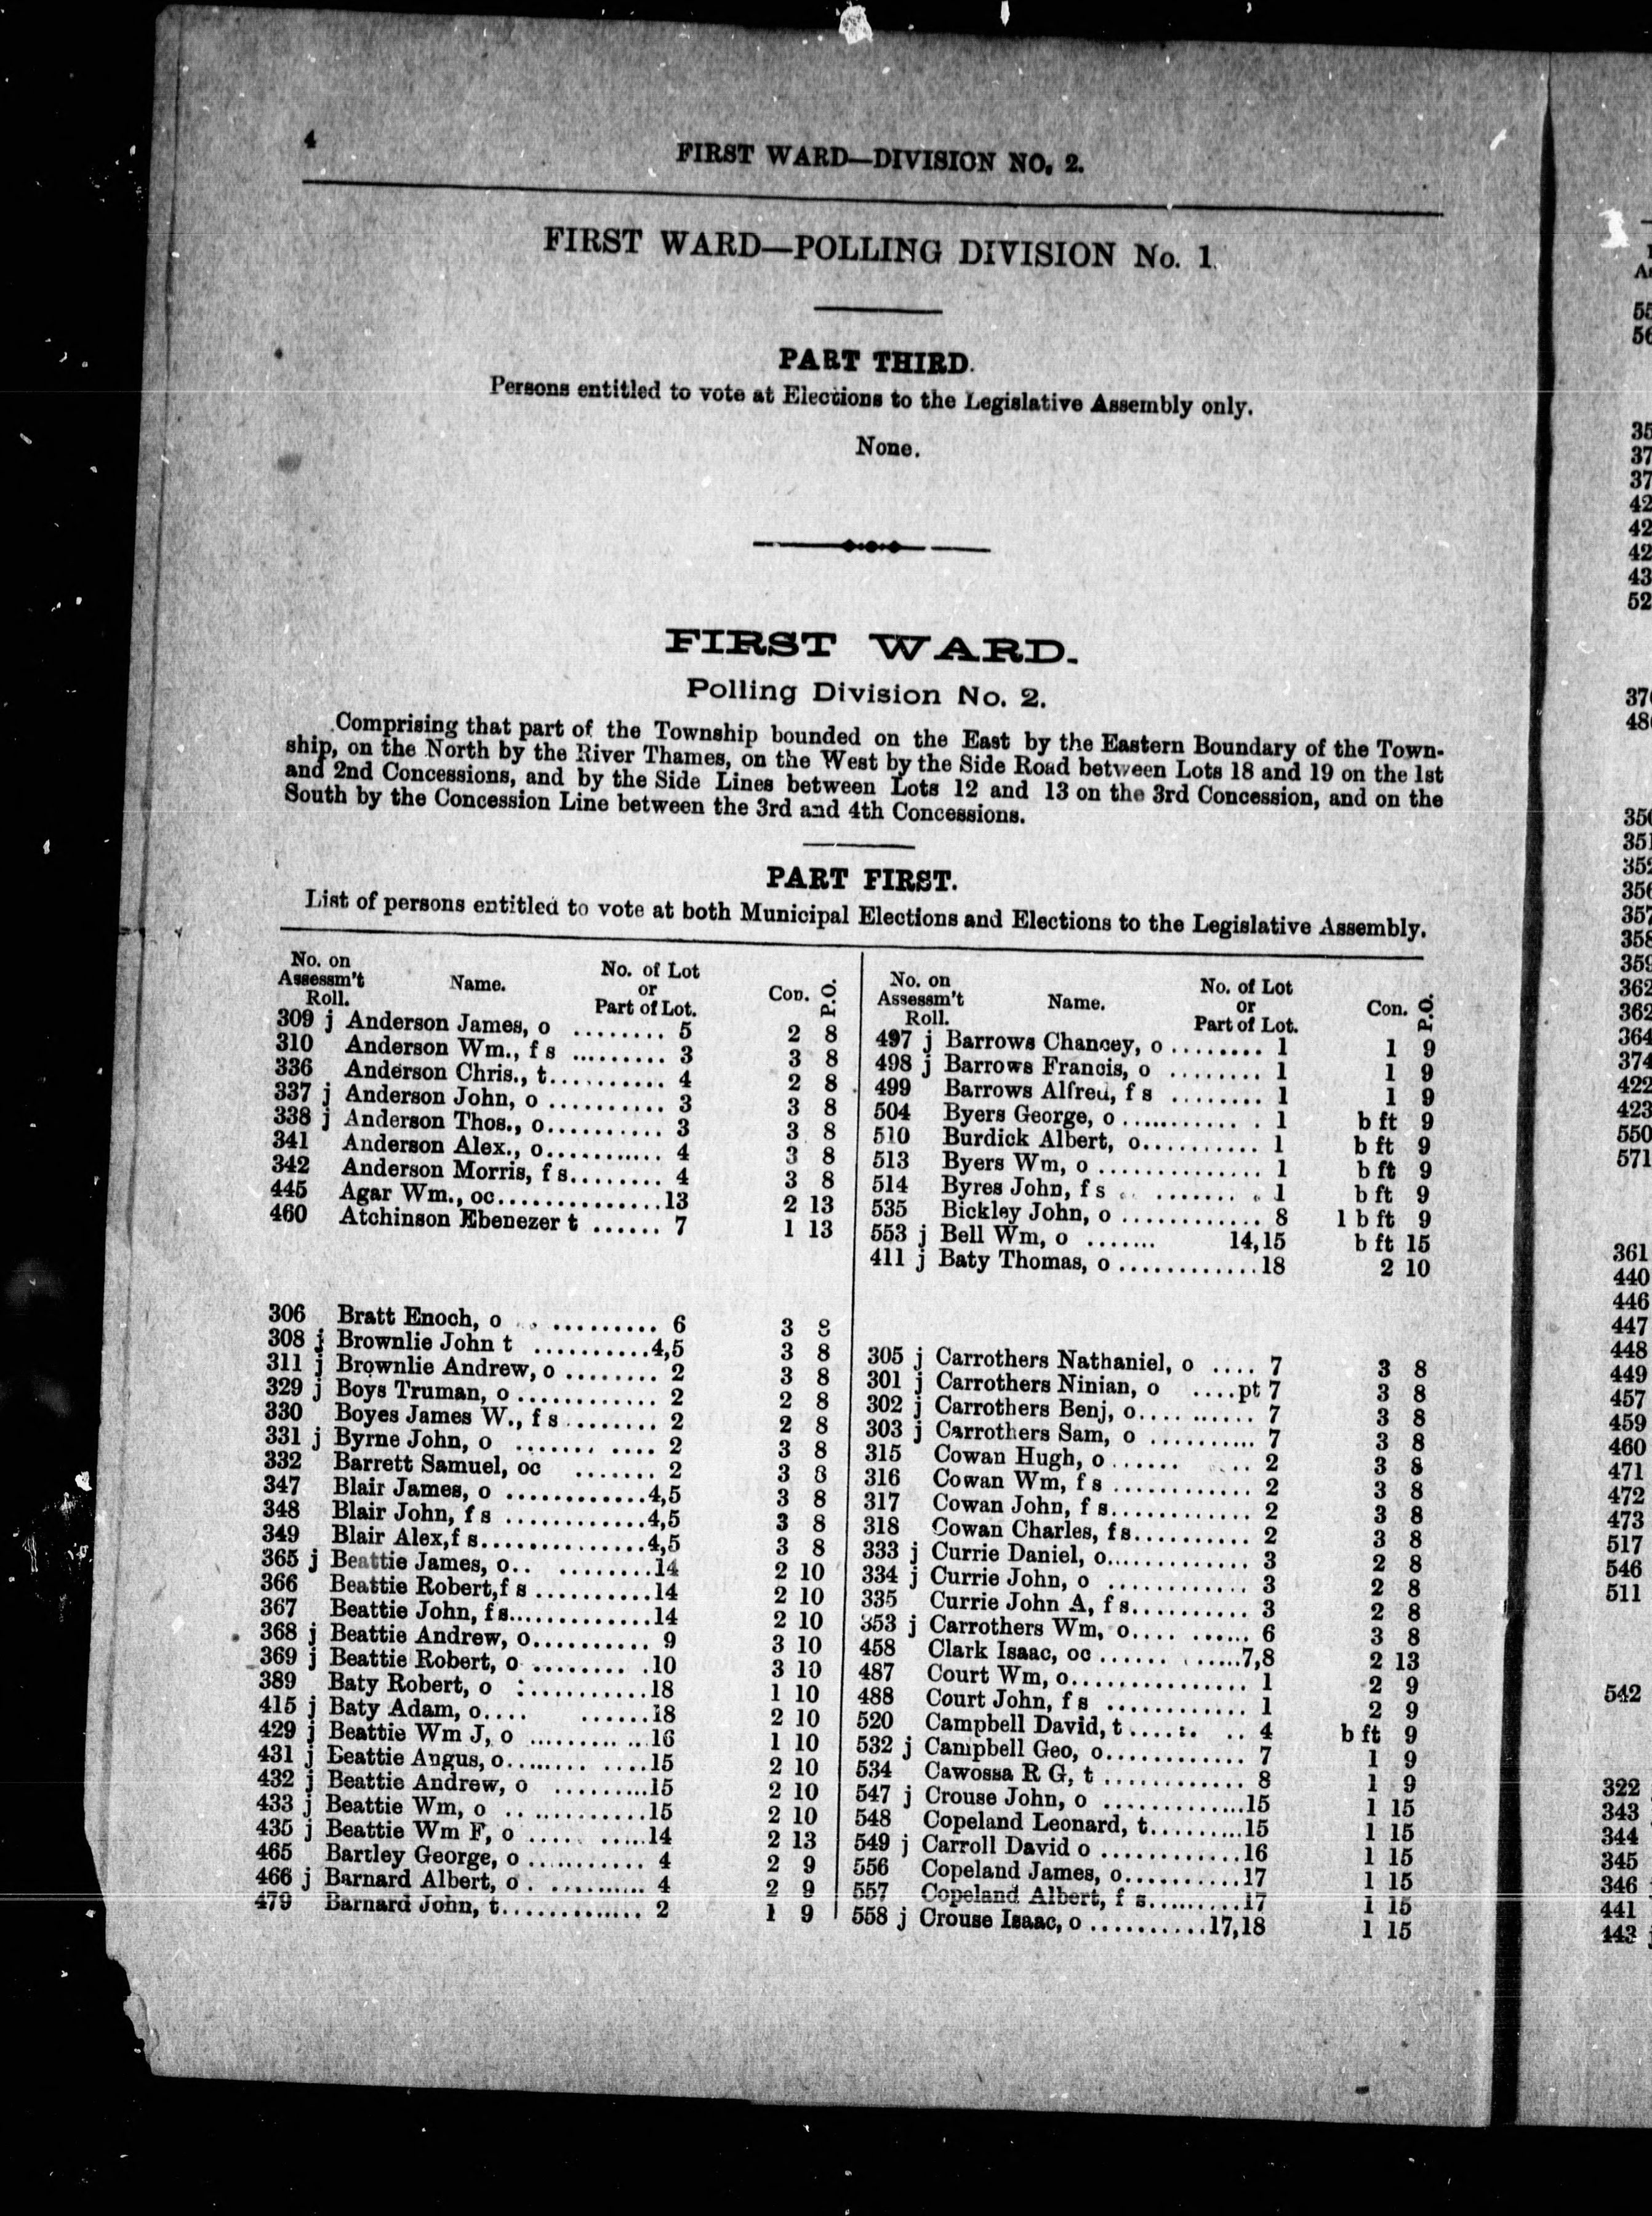 4
FIRST WARD—DIVISION NO. 2.
FIRST WARD—POLLING DIVISION No. 1.
PART THIRD.
Persons entitled to vote at Elections to the Legislative Assembly only.
None.
FIRST WARD.
Polling Division No. 2.
Comprising that part of the Township bounded on the East by the Eastern Boundary of the Town-
ship, on the North by the River Thames, on the West by the Side Road between Lots 18 and 19 on the 1st
and 2nd Concessions, and by the Side Lines between Lots 12 and 13 on the 3rd Concession, and on the
South by the Concession Line between the 3rd and 4th Concessions.
PART FIRST.
List of persons entitled to vote at both Municipal Elections and Elections to the Legislative Assembly.
No. on Assessm't Roll. Name. No. of Lot or Part of Lot. Con. P.O.
309 j Anderson James, o ........ 5 2 8
310 Anderson Wm., f s ......... 3 3 8
336 Anderson Chris., t.......... 4 2 8
337 j Anderson John, o .......... 3 3 8
338 j Anderson Thos., o.......... 3 3 8
341 Anderson Alex., o........... 4 3 8
342 Anderson Morris, f s........ 4 3 8
445 Agar Wm., oc...............13 2 13
460 Atchinson Ebenezer t ...... 7 1 13
306 Bratt Enoch, o .......... 6 3 8
308 j Brownlie John t ..........4,5 3 8
311 j Brownlie Andrew, o ........ 2 3 8
329 j Boys Truman, o ............ 2 2 8
330 Boyes James W., f s ........ 2 2 8
331 j Byrne John, o ....... .... 2 3 8
332 Barrett Samuel, oc ....... 2 3 8
347 Blair James, o ............4,5 3 8
348 Blair John, f s ............4,5 3 8
349 Blair Alex,f s..............4,5 3 8
365 j Beattie James, o.. .........14 2 10
366 Beattie Robert,f s ...........14 2 10
367 Beattie John, f s.............14 2 10
368 j Beattie Andrew, o.......... 9 3 10
369 j Beattie Robert, o ......... .10 3 10
389 Baty Robert, o ............18 1 10
415 j Baty Adam, o.... ......18 2 10
429 j Beattie Wm J, o ......... ...16 1 10
431 j Beattie Angus, o....... ....15 2 10
432 j Beattie Andrew, o .........15 2 10
433 j Beattie Wm, o .............15 2 10
435 j Beattie Wm F, o ..... .....14 2 13
465 Bartley George, o ........... 4 2 9
466 j Barnard Albert, o . ......... 4 2 9
479 Barnard John, t............. 2 1 9
No. on Assessm't Roll. Name. No. of Lot or Part of Lot. Con. P.O.
497 j Barrows Chancey, o ........ 1 1 9
498 j Barrows Francis, o ........ 1 1 9
499 Barrows Alfred, f s ........ 1 1 9
504 Byers George, o ........... . 1 b ft 9
510 Burdick Albert, o.......... 1 b ft 9
513 Byers Wm, o .............. 1 b ft 9
514 Byres John, f s .. ....... . 1 b ft 9
535 Bickley John, o ............ 8 1 b ft 9
553 j Bell Wm, o ....... 14,15 b ft 15
411 j Baty Thomas, o ............18 2 10
305 j Carrothers Nathaniel, o .... 7 3 8
301 j Carrothers Ninian, o ....pt 7 3 8
302 j Carrothers Benj, o.... ...... 7 3 8
303 j Carrothers Sam, o .......... 7 3 8
315 Cowan Hugh, o ...... .. 2 3 8
316 Cowan Wm, f s ............ 2 3 8
317 Cowan John, f s............ 2 3 8
318 Cowan Charles, f s.......... 2 3 8
333 j Currie Daniel, o............ 3 2 8
334 j Currie John, o ............ 3 2 8
335 Currie John A, f s.......... 3 2 8
353 j Carrothers Wm, o.... ...... 6 3 8
458 Clark Isaac, oc ...... ......7,8 2 13
487 Court Wm, o............... 1 2 9
488 Court John, f s ............ 1 2 9
520 Campbell David, t ....:. .. 4 b ft 9
532 j Campbell Geo, o............ 7 1 9
534 Cawossa R G, t ............ 8 1 9
547 j Crouse John, o .............15 1 15
548 Copeland Leonard, t.........15 1 15
549 j Carroll David o ............16 1 15
556 Copeland James, o..........17 1 15
557 Copeland Albert, f s.........17 1 15
558 j Crouse Isaac, o ..........17,18 1 15
542
322
343
344
345
346
441